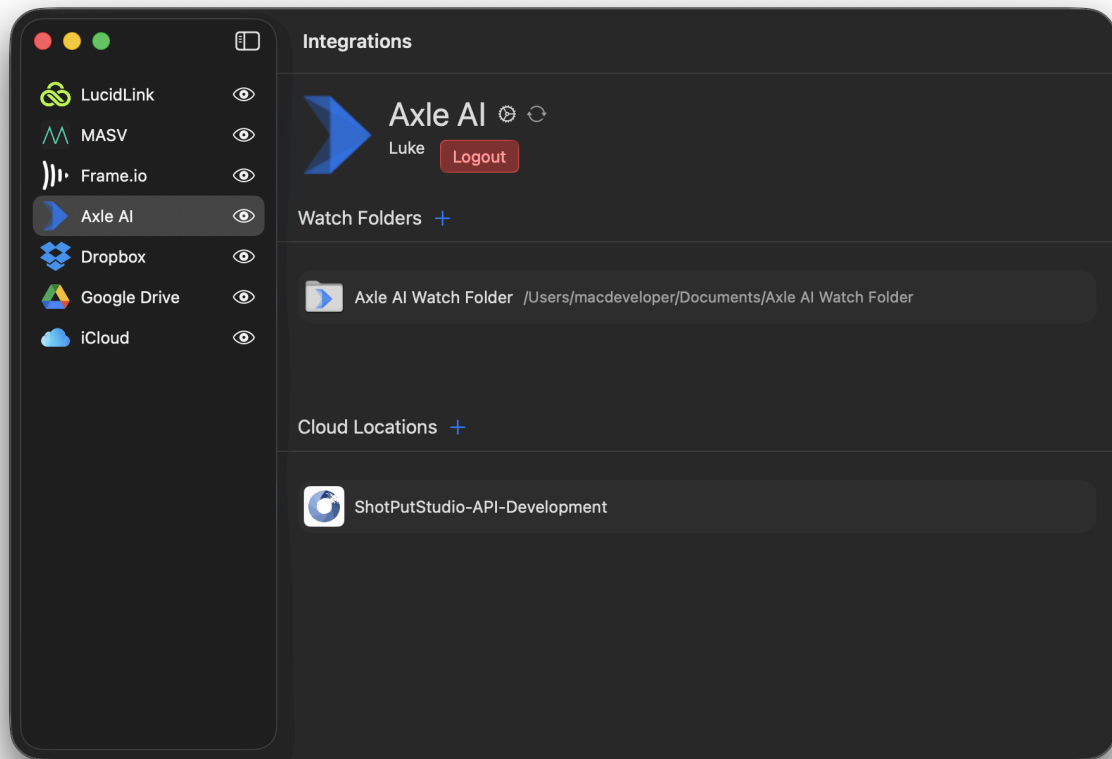 Integrations
LucidLink
MASV
Frame.io
Axle AI
Dropbox
Google Drive
iCloud
Axle AI
Luke
Logout
Watch Folders
Axle AI Watch Folder /Users/macdeveloper/Documents/Axle AI Watch Folder
Cloud Locations
ShotPutStudio-API-Development